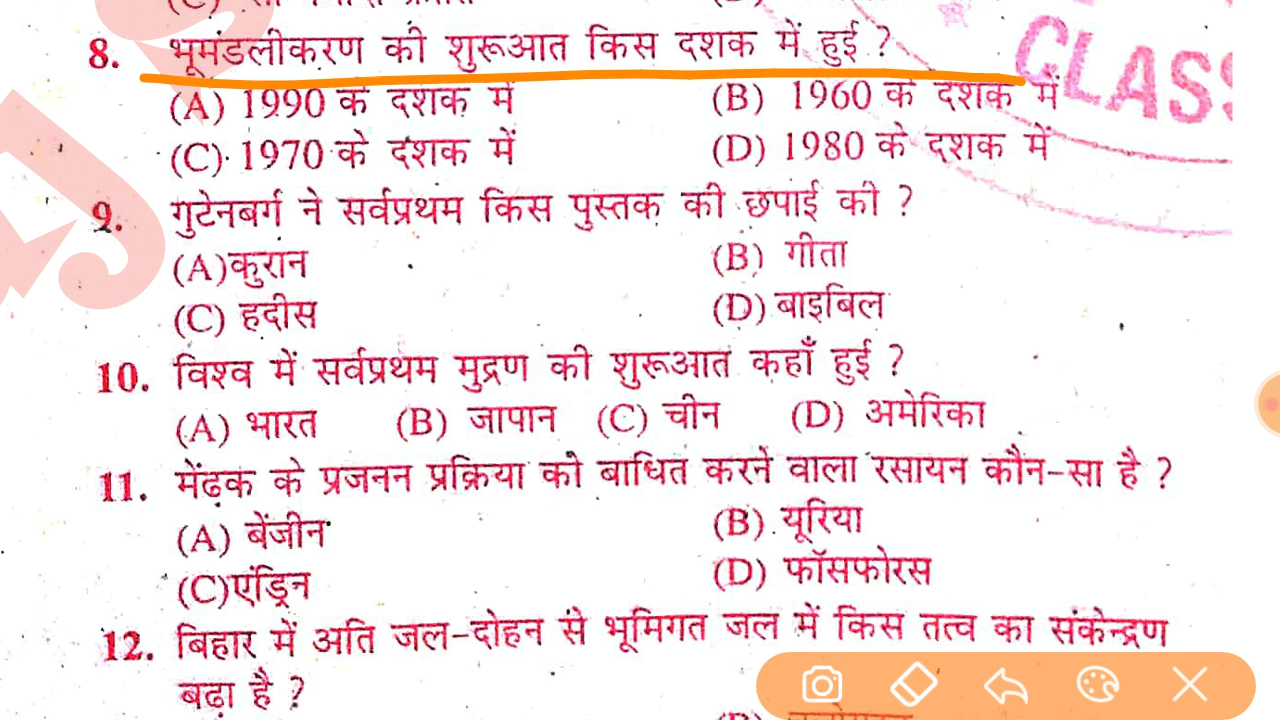 8. भूमंडलीकरण की शुरूआत किस दशक में हुई ?
(A) 1990 के दशक में (B) 1960 के दशक में
(C) 1970 के दशक में (D) 1980 के दशक में
9. गुटेनबर्ग ने सर्वप्रथम किस पुस्तक की छपाई की ?
(A)कुरान (B) गीता
(C) हदीस (D) बाइबिल
10. विश्व में सर्वप्रथम मुद्रण की शुरूआत कहाँ हुई ?
(A) भारत (B) जापान (C) चीन (D) अमेरिका
11. मेंढ़क के प्रजनन प्रक्रिया को बाधित करने वाला रसायन कौन-सा है ?
(A) बेंजीन (B) यूरिया
(C)एंड्रिन (D) फॉसफोरस
12. बिहार में अति जल-दोहन से भूमिगत जल में किस तत्व का संकेन्द्रण
बढ़ा है ?
CLASS